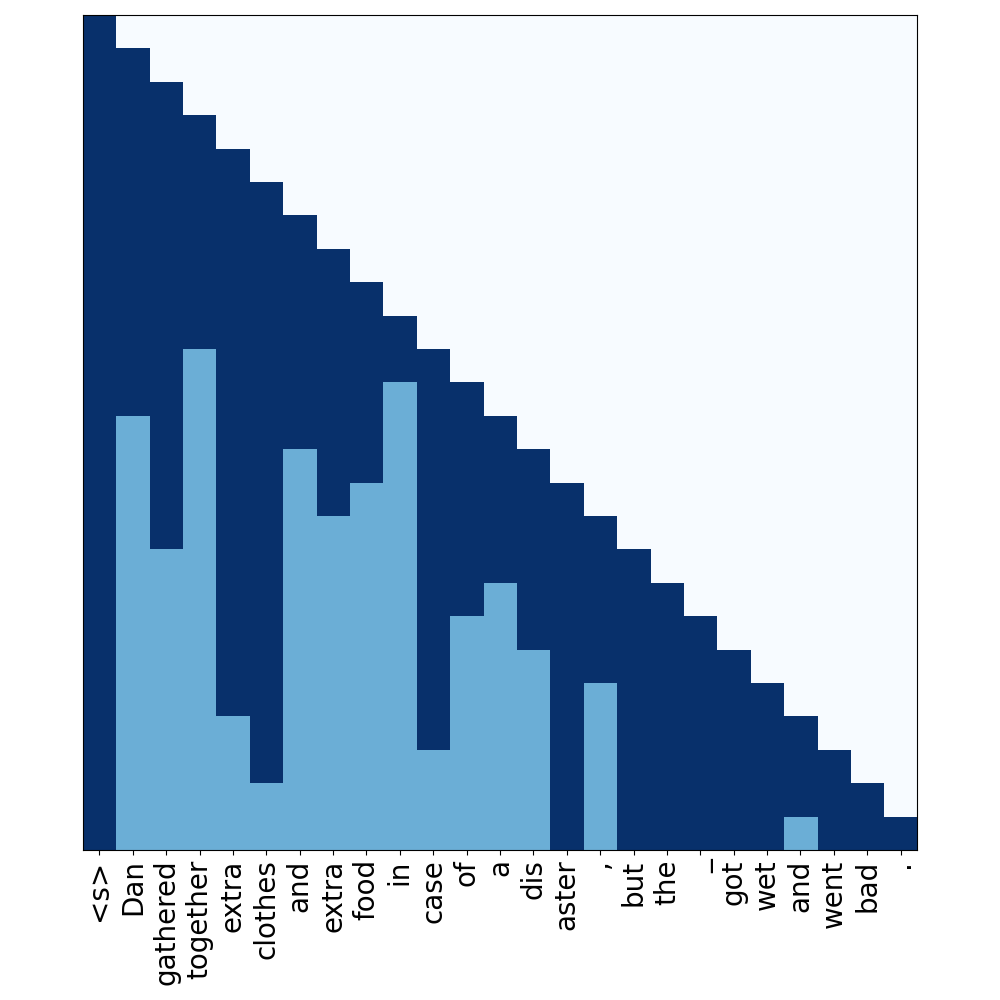 <s> Dan gathered together extra clothes and extra food in case of a dis aster , but the _ got wet and went bad .